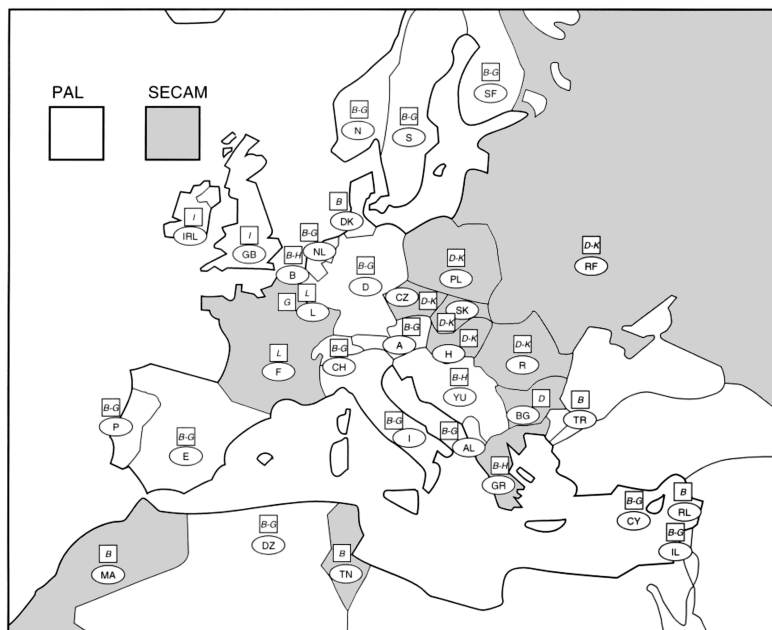 PAL SECAM
B-G
SF
B-G
N
B-G
S
B
DK
I
IRL
I
GB
B-G
NL
B-H
B
B-G
D
D-K
PL
D-K
RF
G
L
L
CZ
D-K
SK
D-K
B-G
A
D-K
H
D-K
R
L
F
B-G
CH
B-H
YU
D
BG
B
TR
B-G
P
B-G
E
B-G
I
B-G
AL
B-H
GR
B-G
CY
B
RL
B-G
IL
B
MA
B-G
DZ
B
TN